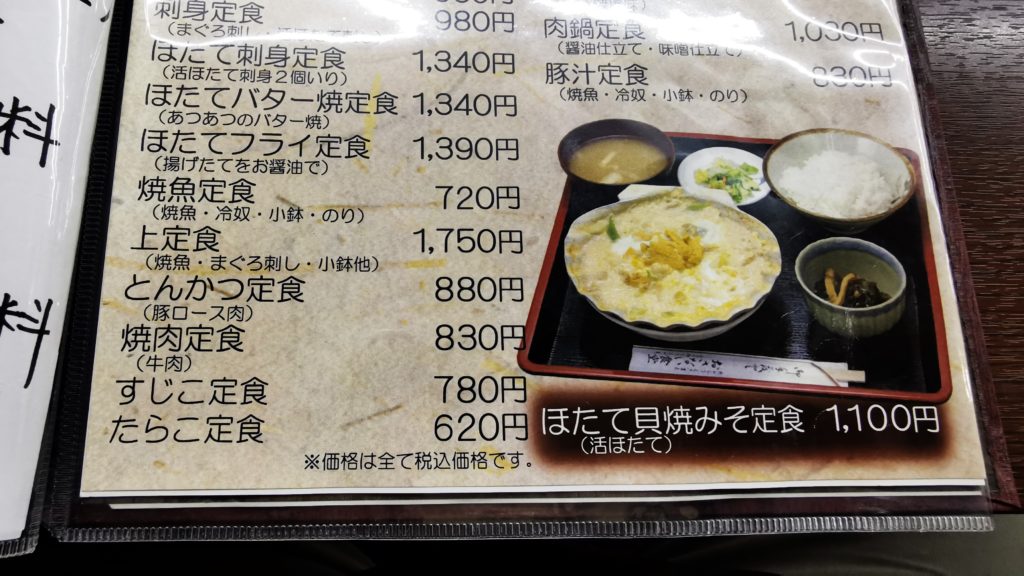 刺身定食 980円
ほたて刺身定食 1,340円
(活ほたて刺身2個いり)
ほたてバター焼定食 1,340円
(あつあつのバター焼)
ほたてフライ定食 1,390円
(揚げたてをお醤油で)
焼魚定食 720円
(焼魚・冷奴・小鉢・のり)
上定食 1,750円
(焼魚・まぐろ刺し・小鉢他)
とんかつ定食 880円
(豚ロース肉)
焼肉定食 830円
(牛肉)
すじこ定食 780円
たらこ定食 620円
※価格は全て税込価格です。
肉鍋定食 1,030円
(醤油仕立て・味噌仕立て)
豚汁定食 830円
(焼魚・冷奴・小鉢・のり)
ほたて貝焼みそ定食 1,100円
(活ほたて)
料
料